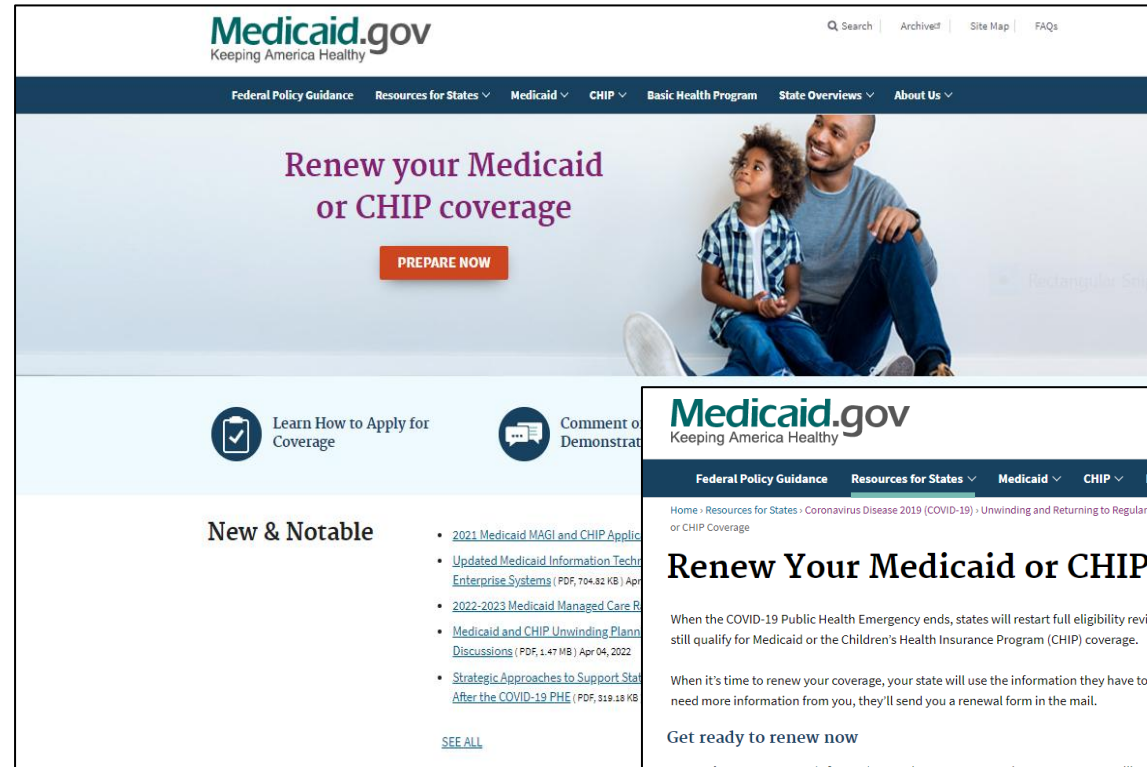 Medicaid.gov
Keeping America Healthy
Search
Archive
Site Map
FAQs
Federal Policy Guidance
Resources for States
Medicaid
CHIP
Basic Health Program
State Overviews
About Us
Renew your Medicaid
or CHIP coverage
PREPARE NOW
Rectangular
Learn How to Apply for
Coverage
Comment
New & Notable
2021 Medicaid MAGI and CHIP
Updated Medicaid Information
Enterprise Systems ( PDF, 704.82 KB )
2022-2023 Medicaid Managed Care
Medicaid and CHIP Unwinding
Discussions ( PDF, 1.47 MB ) Apr 04, 2022
Strategic Approaches to Support
After the COVID-19 PHE ( PDF, 319.18 KB
SEE ALL
Medicaid.gov
Keeping America Healthy
Federal Policy Guidance
Resources for States
Medicaid
CHIP
Home › Resources for States › Coronavirus Disease 2019 (COVID-19) › Unwinding and Returning to Regular
or CHIP Coverage
Renew Your Medicaid or CHIP
When the COVID-19 Public Health Emergency ends, states will restart full eligibility
still qualify for Medicaid or the Children's Health Insurance Program (CHIP) coverage.
When it's time to renew your coverage, your state will use the information they have to
need more information from you, they'll send you a renewal form in the mail.
Get ready to renew now